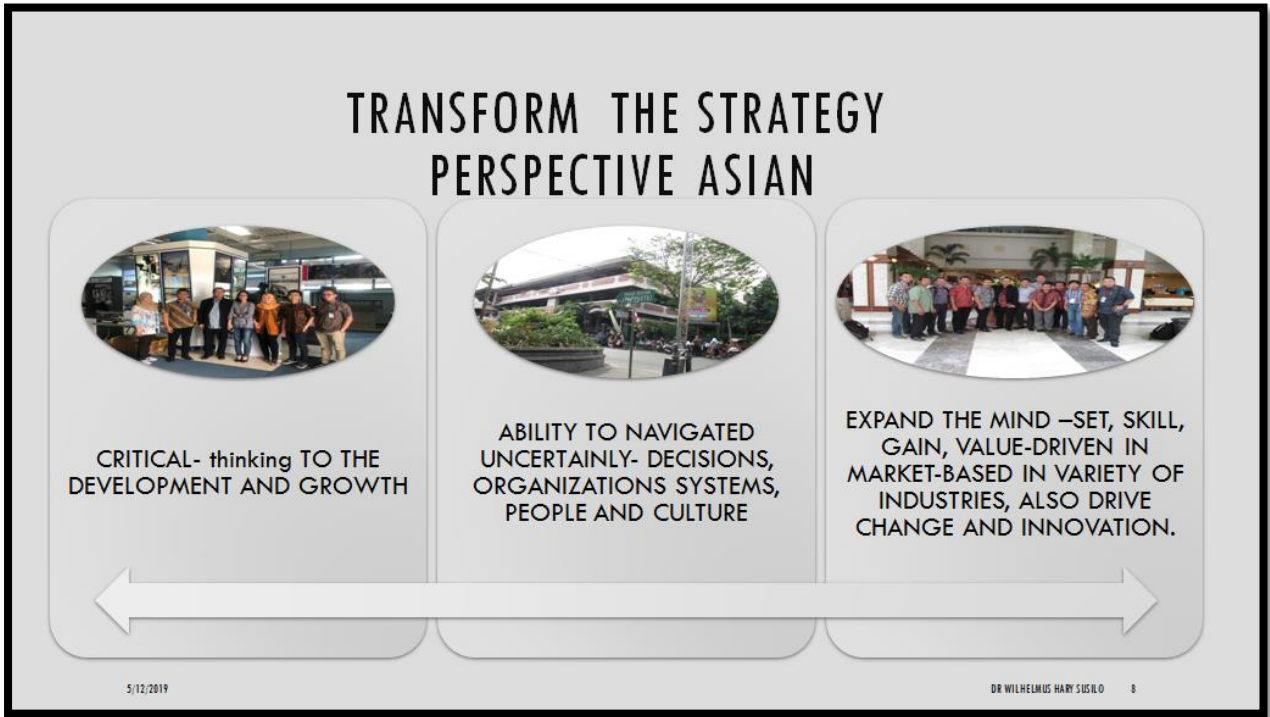 TRANSFORM THE STRATEGY
PERSPECTIVE ASIAN
CRITICAL- thinking TO THE
DEVELOPMENT AND GROWTH
ABILITY TO NAVIGATED
UNCERTAINLY- DECISIONS,
ORGANIZATIONS SYSTEMS,
PEOPLE AND CULTURE
EXPAND THE MIND –SET, SKILL,
GAIN, VALUE-DRIVEN IN
MARKET-BASED IN VARIETY OF
INDUSTRIES, ALSO DRIVE
CHANGE AND INNOVATION.
5/12/2019
DR WILHELMUS HARY SUSILO 8